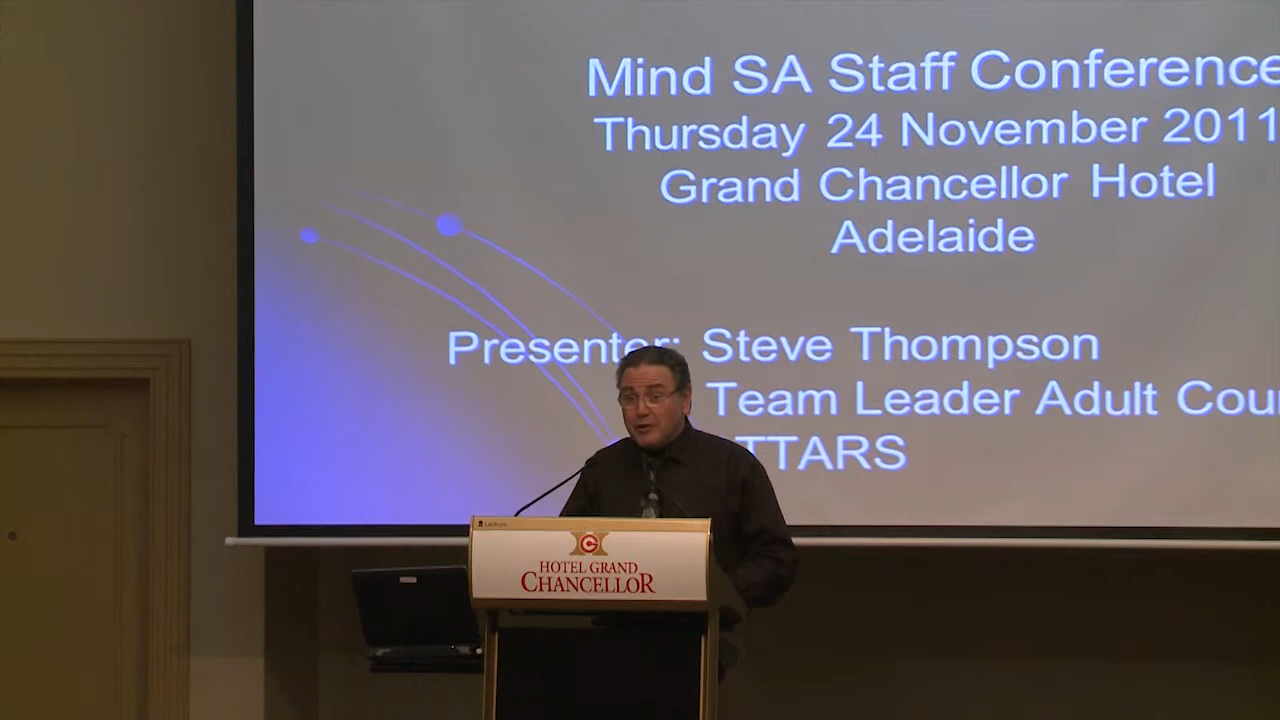 Mind SA Staff Conference
Thursday 24 November 2011
Grand Chancellor Hotel
Adelaide
Presenter: Steve Thompson
Team Leader Adult Cou
TTARS
Lectrum
HOTEL GRAND
CHANCELLOR